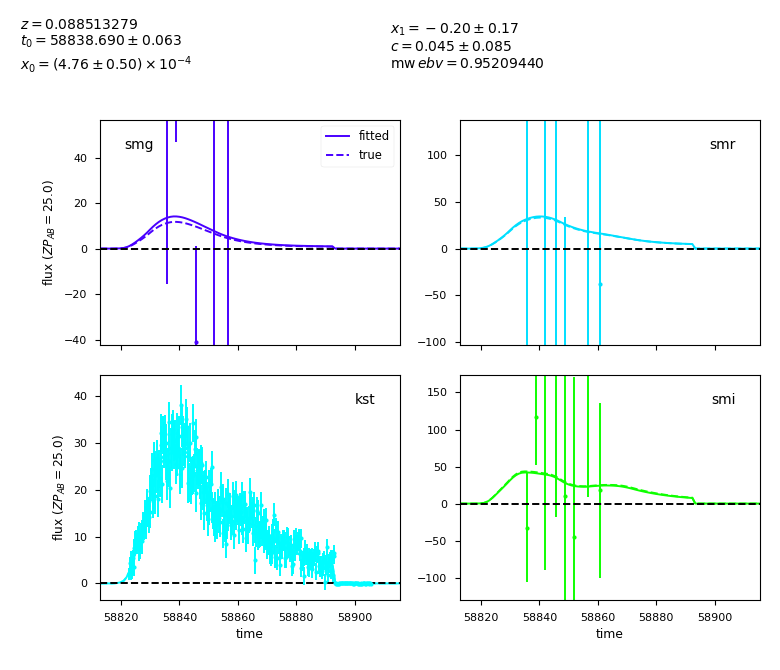 z = 0.088513279
t0 = 58838.690 ± 0.063
x0 = (4.76 ± 0.50) × 10^−4
x1 = −0.20 ± 0.17
c = 0.045 ± 0.085
mw ebv = 0.95209440
smg
fitted
true
40
20
0
−20
−40
flux (ZP_AB = 25.0)
smr
100
50
0
−50
−100
kst
40
30
20
10
0
flux (ZP_AB = 25.0)
58820 58840 58860 58880 58900
time
smi
150
100
50
0
−50
−100
58820 58840 58860 58880 58900
time